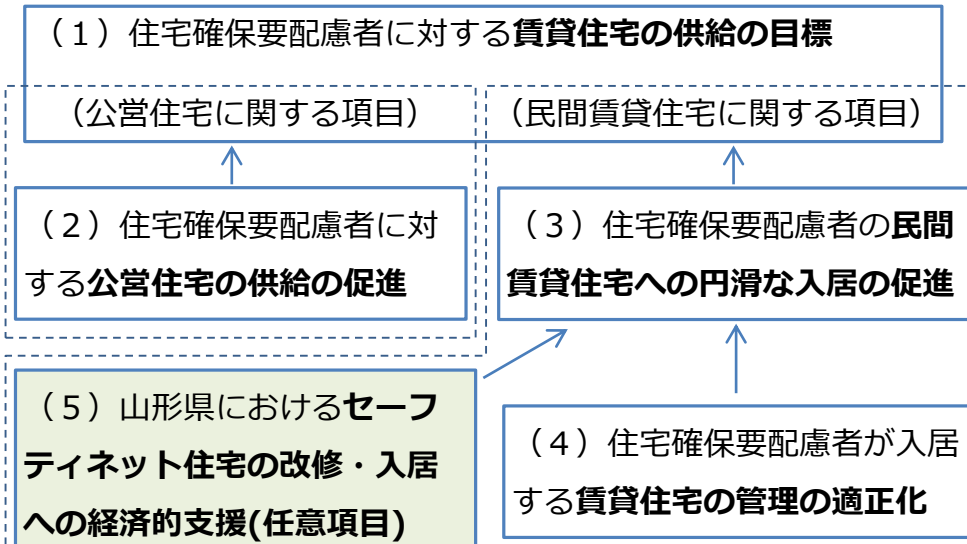 （１）住宅確保要配慮者に対する賃貸住宅の供給の目標
（公営住宅に関する項目）
（民間賃貸住宅に関する項目）
（２）住宅確保要配慮者に対
する公営住宅の供給の促進
（３）住宅確保要配慮者の民間
賃貸住宅への円滑な入居の促進
（５）山形県におけるセーフ
ティネット住宅の改修・入居
への経済的支援(任意項目)
（４）住宅確保要配慮者が入居
する賃貸住宅の管理の適正化